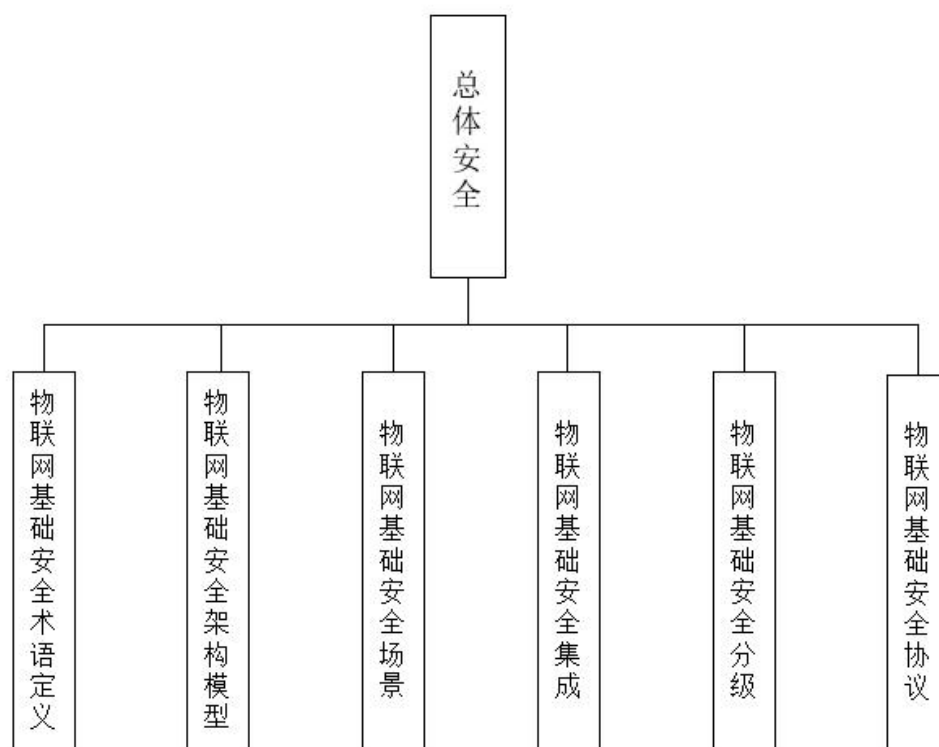 总体安全
物联网基础安全术语定义
物联网基础安全架构模型
物联网基础安全场景
物联网基础安全集成
物联网基础安全分级
物联网基础安全协议